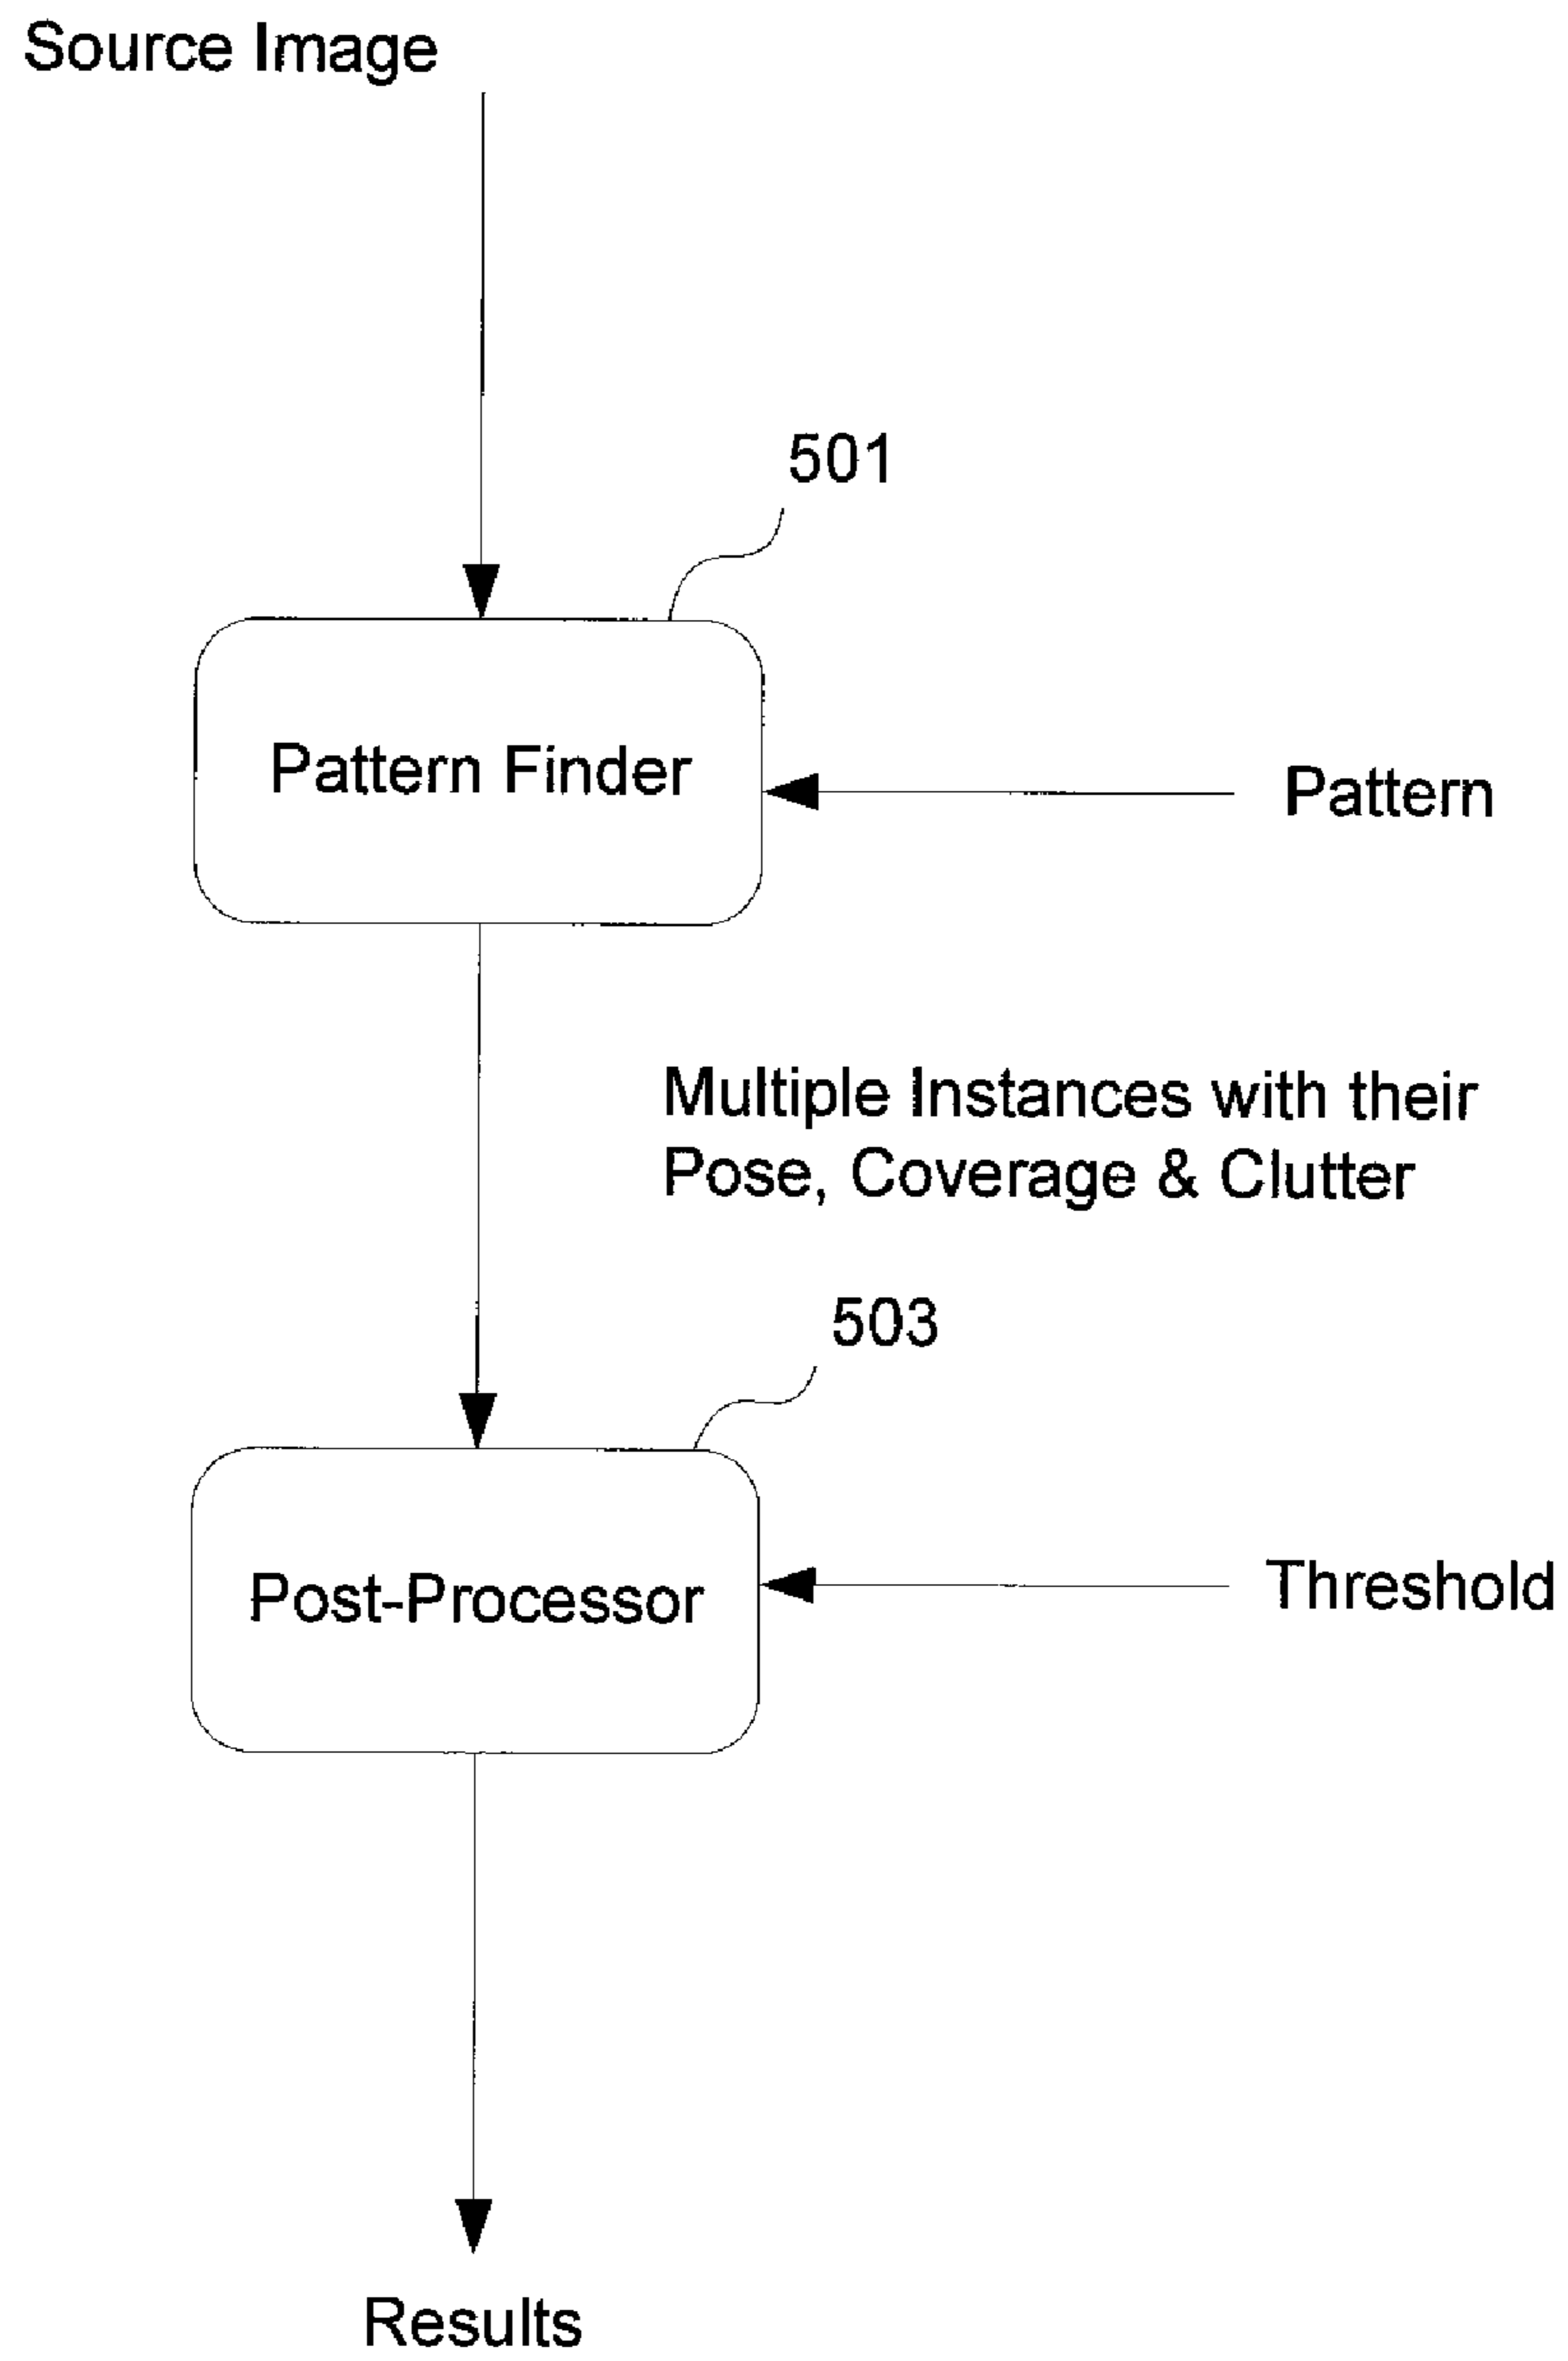 Source Image
501
Pattern Finder
Pattern
Multiple Instances with their
Pose, Coverage & Clutter
503
Post-Processor
Threshold
Results